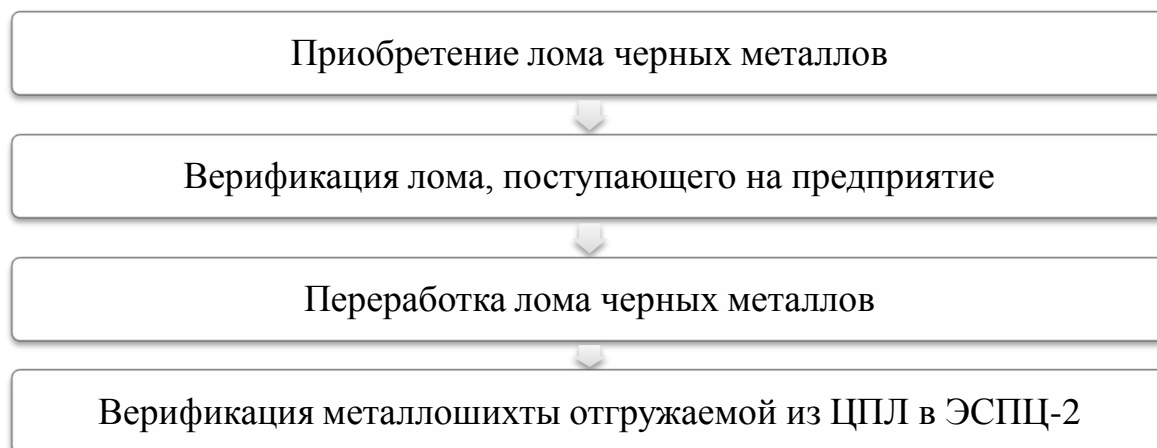 Приобретение лома черных металлов
Верификация лома, поступающего на предприятие
Переработка лома черных металлов
Верификация металлошихты отгружаемой из ЦПЛ в ЭСПЦ-2